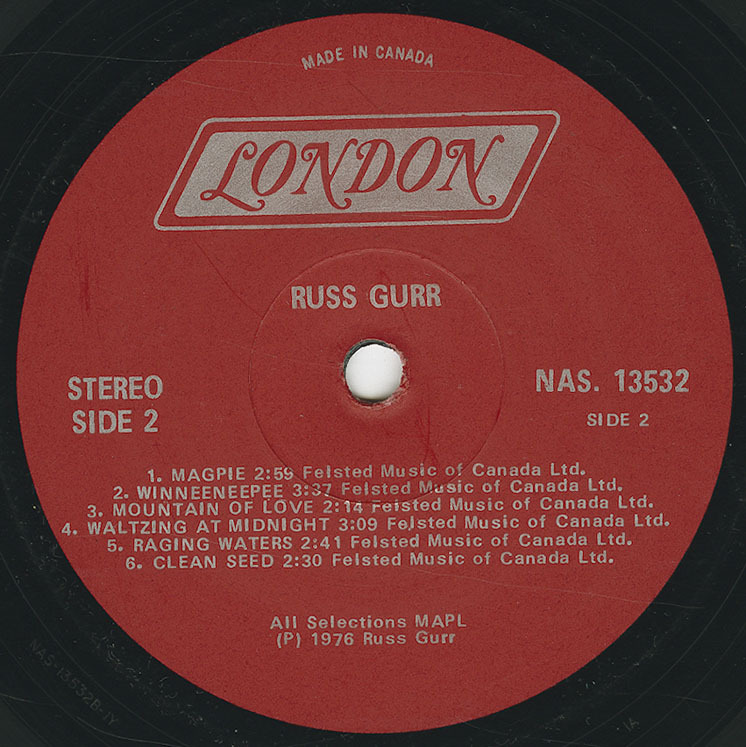 MADE IN CANADA
LONDON
RUSS GURR
STEREO
SIDE 2
NAS. 13532
SIDE 2
1. MAGPIE 2:59 Felsted Music of Canada Ltd.
2. WINNEENEEPEE 3:37 Felsted Music of Canada Ltd.
3. MOUNTAIN OF LOVE 2:14 Felsted Music of Canada Ltd.
4. WALTZING AT MIDNIGHT 3:09 Felsted Music of Canada Ltd.
5. RAGING WATERS 2:41 Felsted Music of Canada Ltd.
6. CLEAN SEED 2:30 Felsted Music of Canada Ltd.
All Selections MAPL
(P) 1976 Russ Gurr
NAS-13532B-1Y